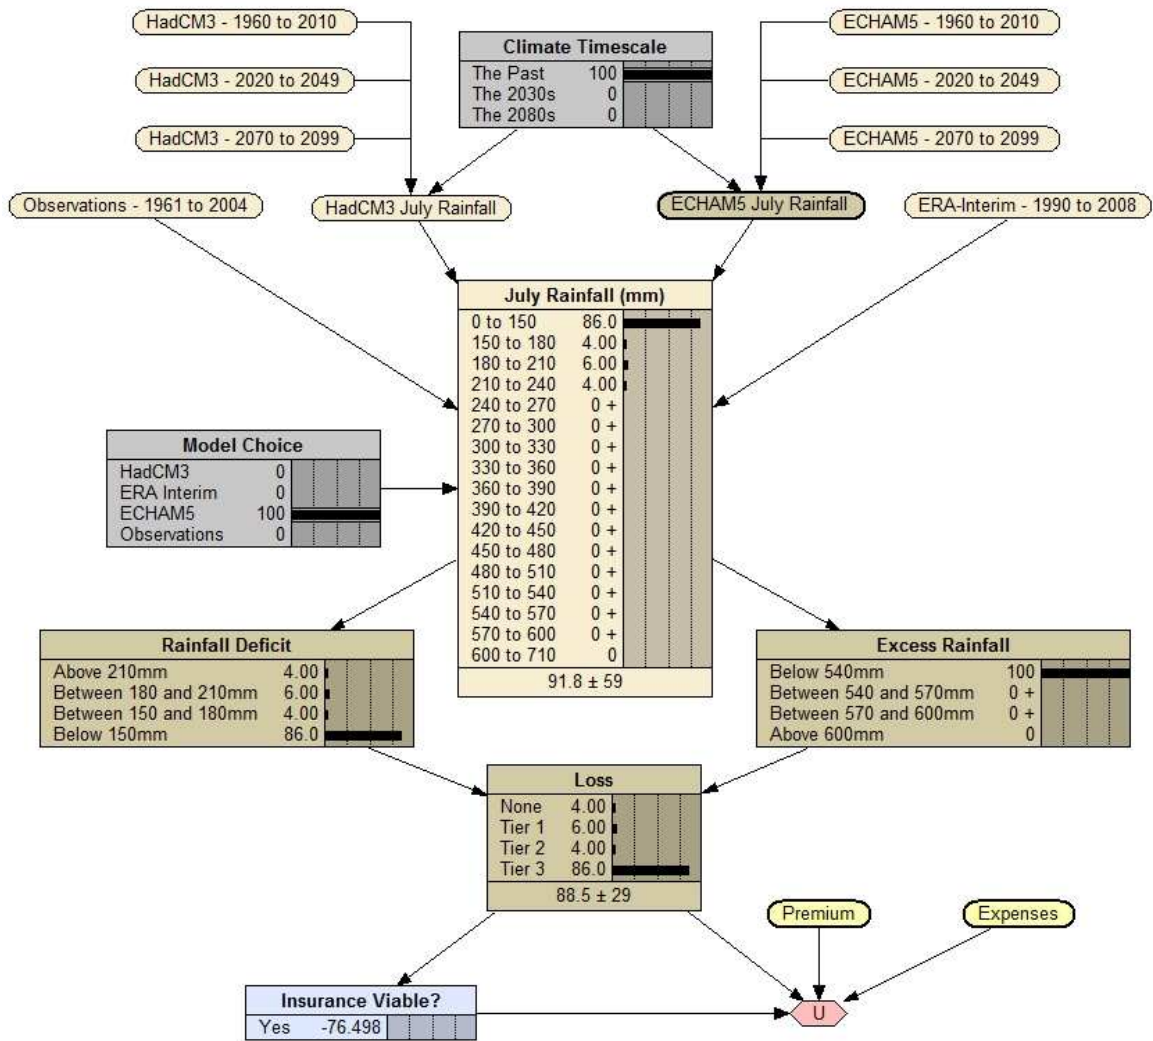 HadCM3 - 1960 to 2010
ECHAM5 - 1960 to 2010
Climate Timescale
The Past 100
The 2030s 0
The 2080s 0
HadCM3 - 2020 to 2049
ECHAM5 - 2020 to 2049
HadCM3 - 2070 to 2099
ECHAM5 - 2070 to 2099
Observations - 1961 to 2004
HadCM3 July Rainfall
ECHAM5 July Rainfall
ERA-Interim - 1990 to 2008
July Rainfall (mm)
0 to 150 86.0
150 to 180 4.00
180 to 210 6.00
210 to 240 4.00
240 to 270 0 +
270 to 300 0 +
300 to 330 0 +
330 to 360 0 +
360 to 390 0 +
390 to 420 0 +
420 to 450 0 +
450 to 480 0 +
480 to 510 0 +
510 to 540 0 +
540 to 570 0 +
570 to 600 0 +
600 to 710 0
91.8 ± 59
Model Choice
HadCM3 0
ERA Interim 0
ECHAM5 100
Observations 0
Rainfall Deficit
Above 210mm 4.00
Between 180 and 210mm 6.00
Between 150 and 180mm 4.00
Below 150mm 86.0
Excess Rainfall
Below 540mm 100
Between 540 and 570mm 0 +
Between 570 and 600mm 0 +
Above 600mm 0
Loss
None 4.00
Tier 1 6.00
Tier 2 4.00
Tier 3 86.0
88.5 ± 29
Premium
Expenses
Insurance Viable?
Yes -76.498
U